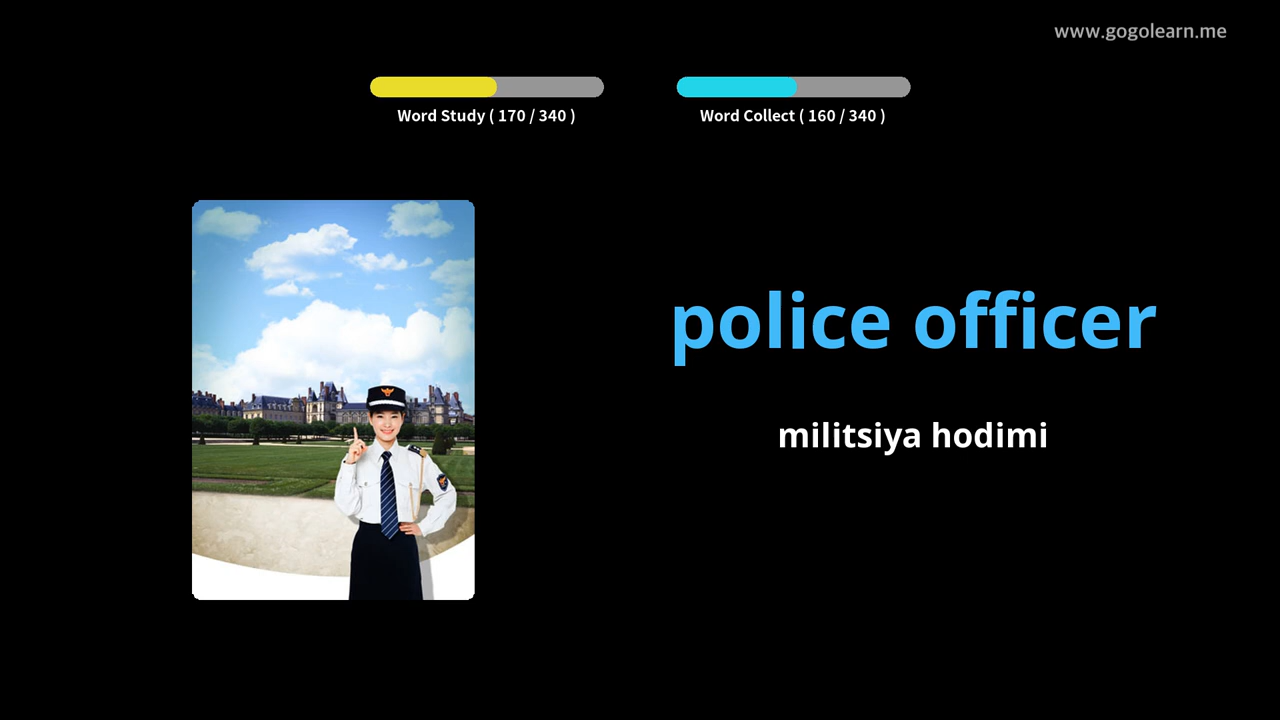 www.gogolearn.me
Word Study ( 170 / 340 )
Word Collect ( 160 / 340 )
police officer
militsiya hodimi